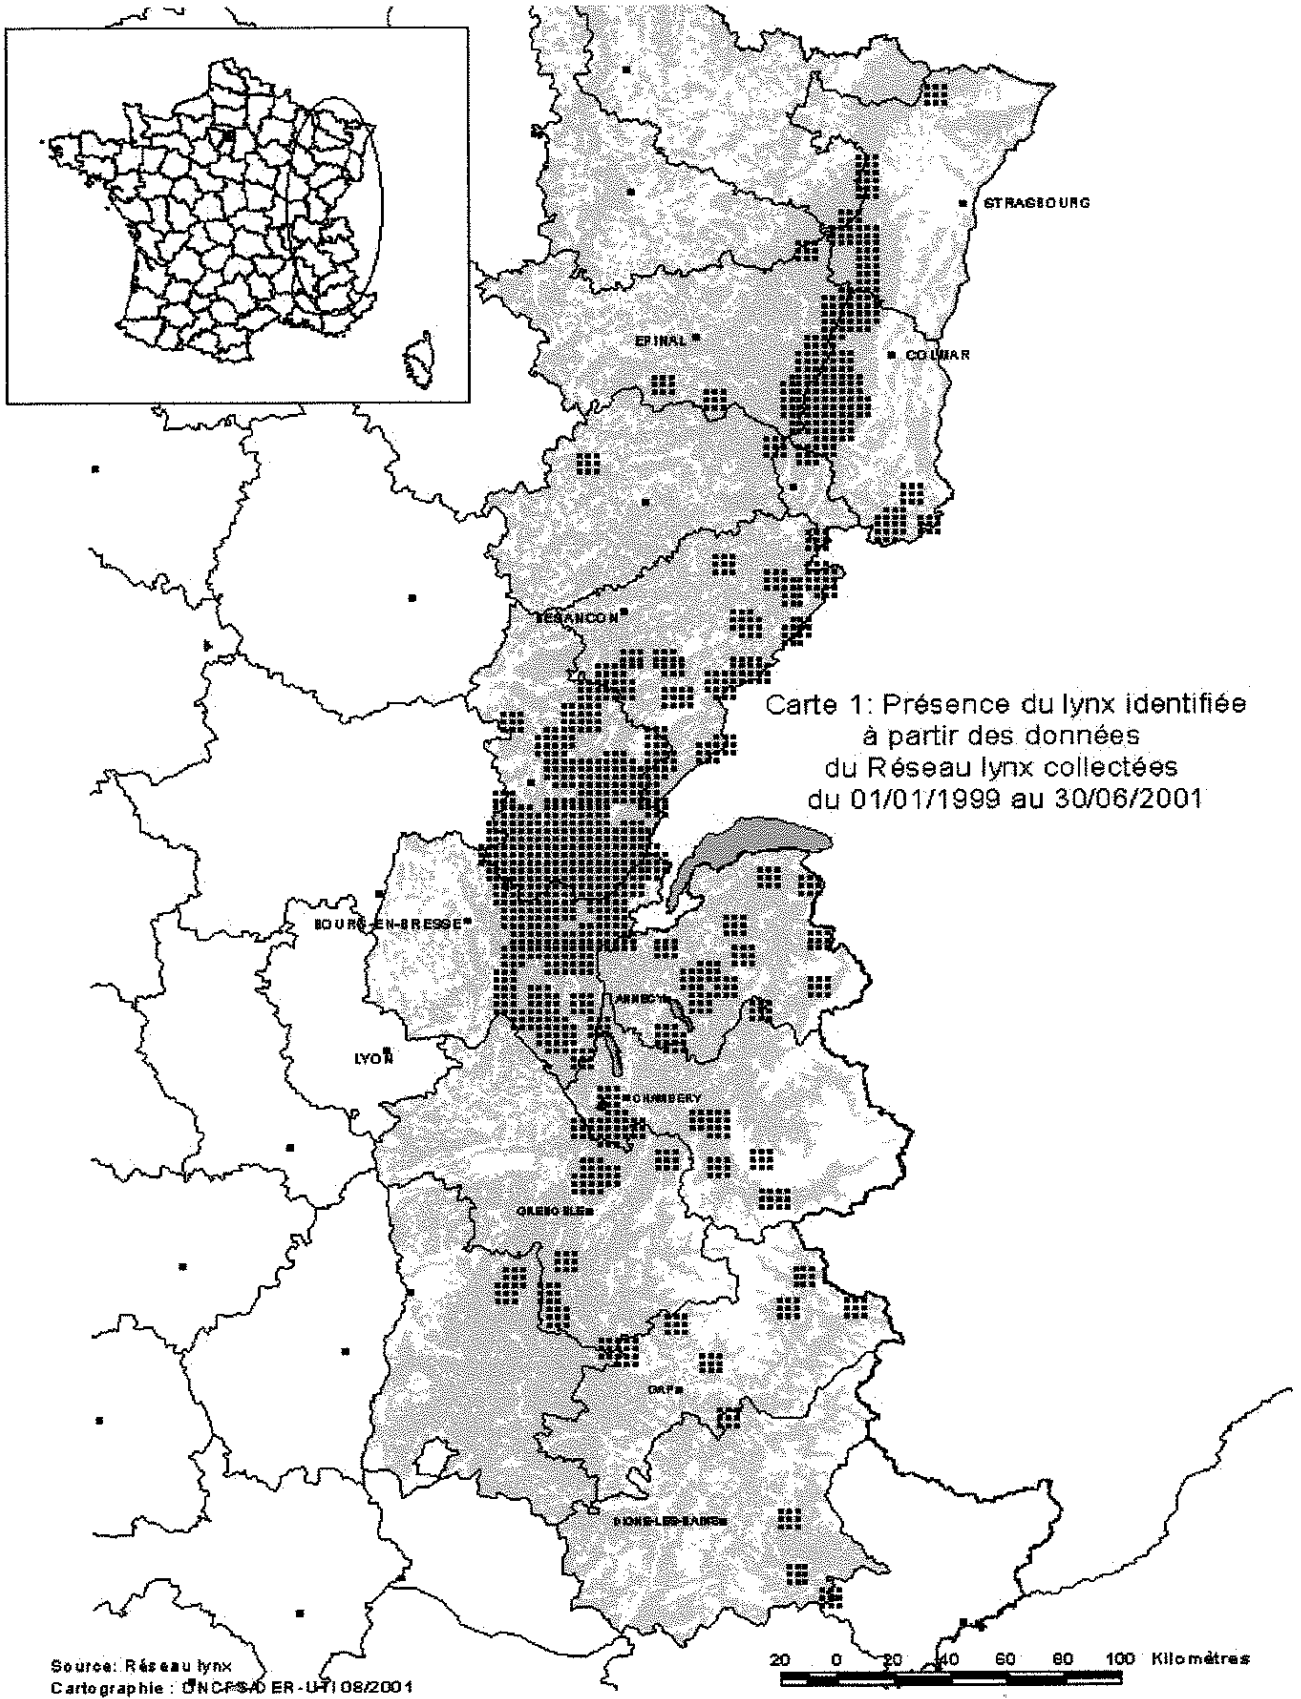 STRASBOURG
EPINAL
COLMAR
BESANCON
Carte 1: Présence du lynx identifiée
à partir des données
du Réseau lynx collectées
du 01/01/1999 au 30/06/2001
BOURG-EN-BRESSE
ANNECY
LYON
CHAMBERY
GRENOBLE
GAP
DIGNE-LES-BAINS
Source: Réseau lynx
Cartographie : ONCFS/DER-UTI 08/2001
20 0 20 40 60 80 100 Kilomètres